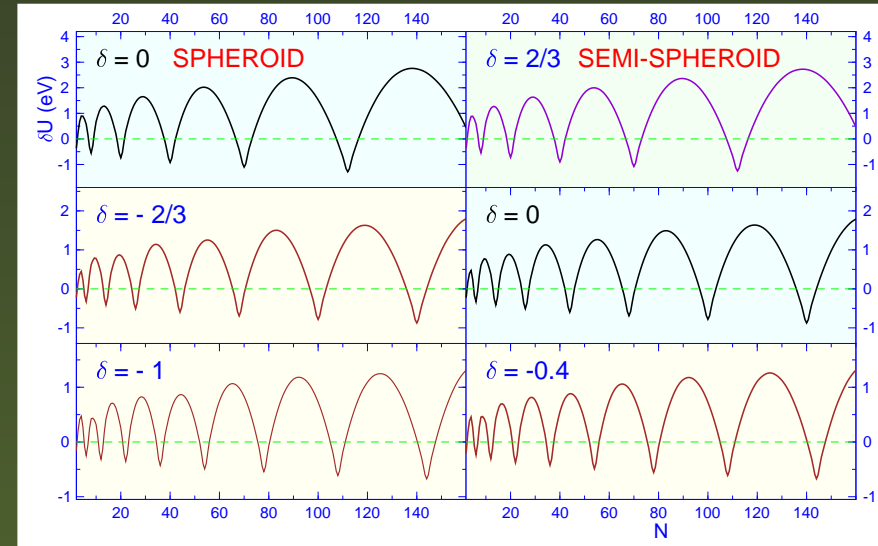 20 40 60 80 100 120 140 20 40 60 80 100 120 140
4 3 2 1 0 -1
δU (eV)
δ = 0 SPHEROID
δ = 2/3 SEMI-SPHEROID
4 3 2 1 0 -1
2 1 0 -1
δ = - 2/3
δ = 0
2 1 0 -1
1 0 -1
δ = - 1
δ = -0.4
1 0 -1
20 40 60 80 100 120 140 20 40 60 80 100 120 140
N